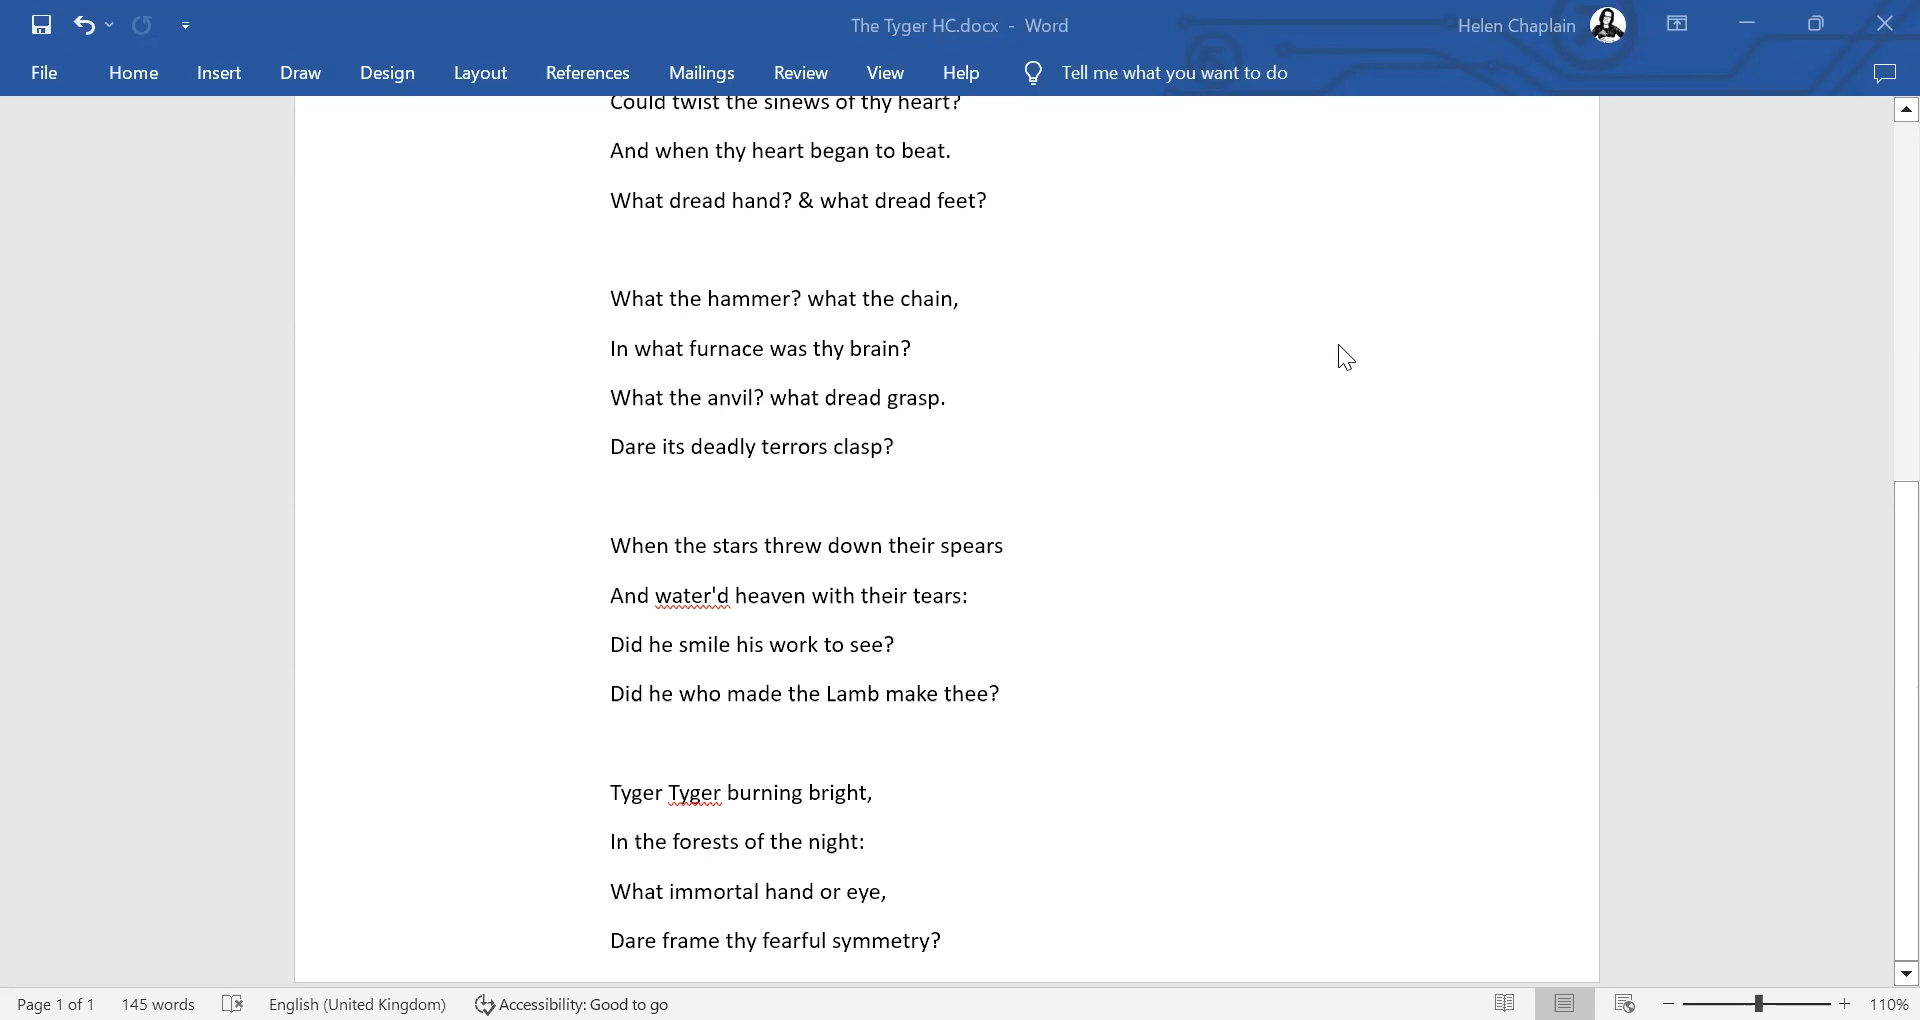 The Tyger HC.docx - Word
Helen Chaplain
File Home Insert Draw Design Layout References Mailings Review View Help Tell me what you want to do
Could twist the sinews of thy heart?
And when thy heart began to beat.
What dread hand? & what dread feet?
What the hammer? what the chain,
In what furnace was thy brain?
What the anvil? what dread grasp.
Dare its deadly terrors clasp?
When the stars threw down their spears
And water'd heaven with their tears:
Did he smile his work to see?
Did he who made the Lamb make thee?
Tyger Tyger burning bright,
In the forests of the night:
What immortal hand or eye,
Dare frame thy fearful symmetry?
Page 1 of 1 145 words English (United Kingdom) Accessibility: Good to go 110%